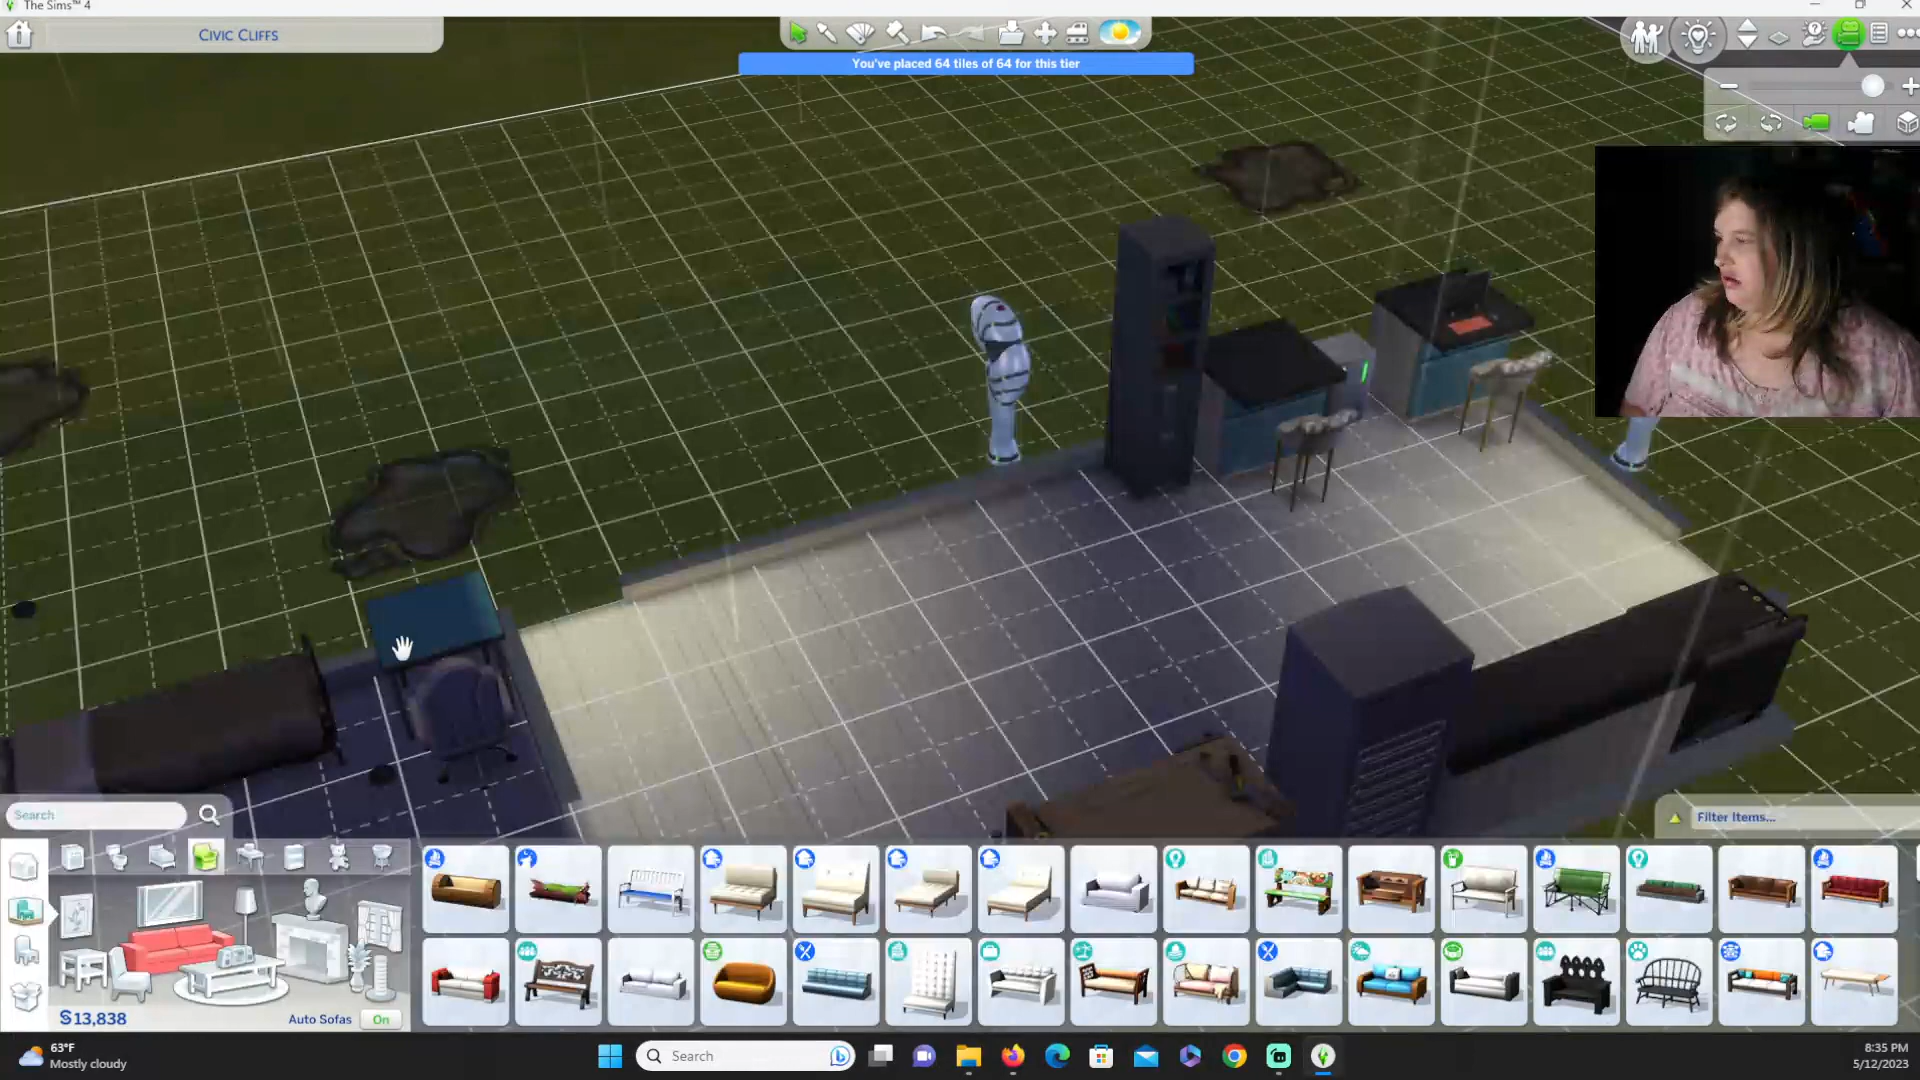 The Sims™ 4
CIVIC CLIFFS
You've placed 64 tiles of 64 for this tier
Search
Filter Items...
§13,838
Auto Sofas
On
63°F
Mostly cloudy
Search
8:35 PM
5/12/2023